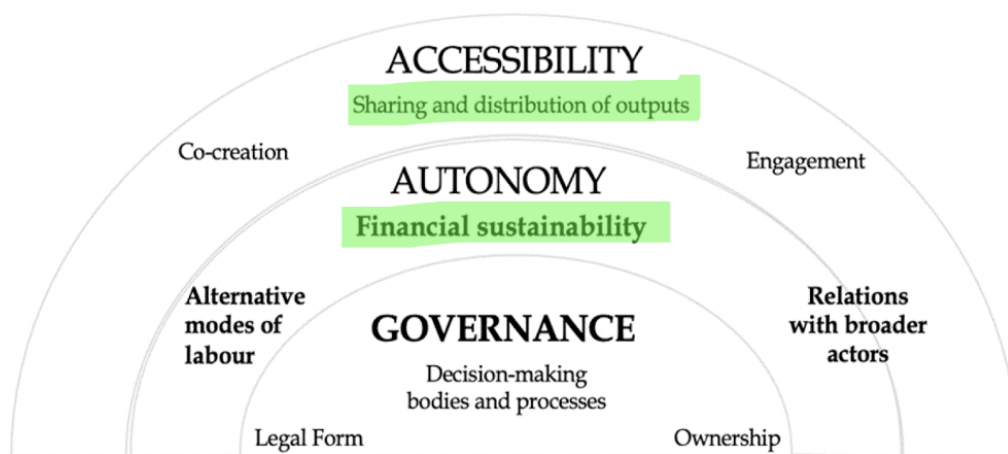 ACCESSIBILITY
Sharing and distribution of outputs
Co-creation
Engagement
AUTONOMY
Financial sustainability
Alternative
modes of
labour
Relations
with broader
actors
GOVERNANCE
Decision-making
bodies and processes
Legal Form
Ownership